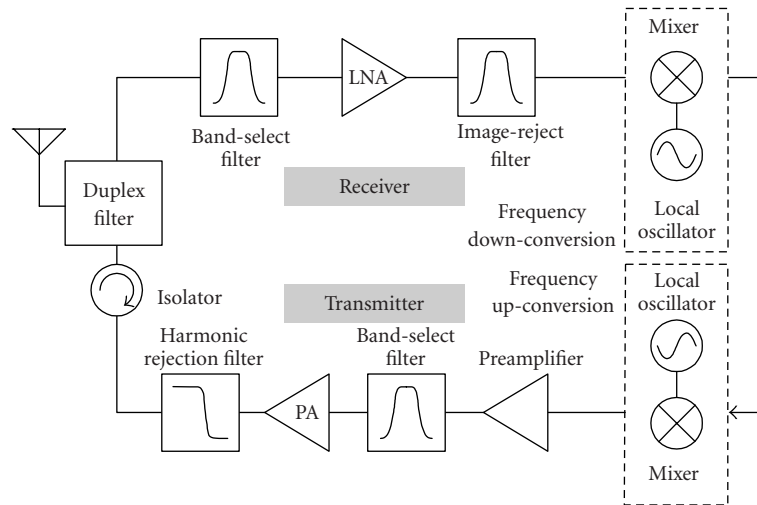 Mixer
LNA
Band-select
filter
Image-reject
filter
Duplex
filter
Receiver
Frequency
down-conversion
Local
oscillator
Isolator
Transmitter
Frequency
up-conversion
Local
oscillator
Harmonic
rejection filter
Band-select
filter
Preamplifier
PA
Mixer